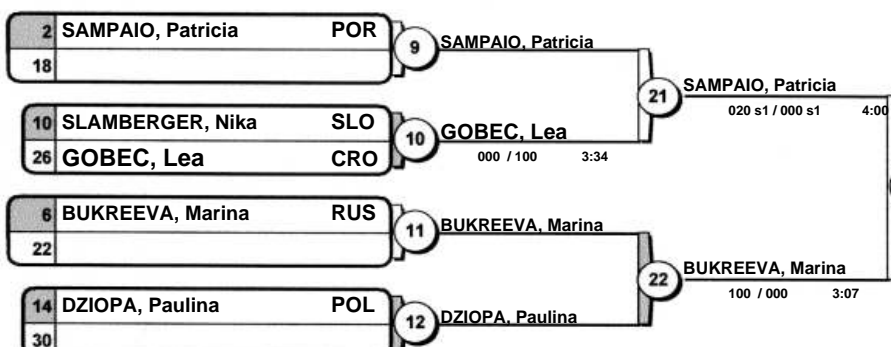 2 SAMPAIO, Patricia POR
18
9 SAMPAIO, Patricia
10 SLAMBERGER, Nika SLO
26 GOBEC, Lea CRO
10 GOBEC, Lea
000 / 100 3:34
21 SAMPAIO, Patricia
020 s1 / 000 s1 4:00
6 BUKREEVA, Marina RUS
22
11 BUKREEVA, Marina
14 DZIOPA, Paulina POL
30
12 DZIOPA, Paulina
22 BUKREEVA, Marina
100 / 000 3:07